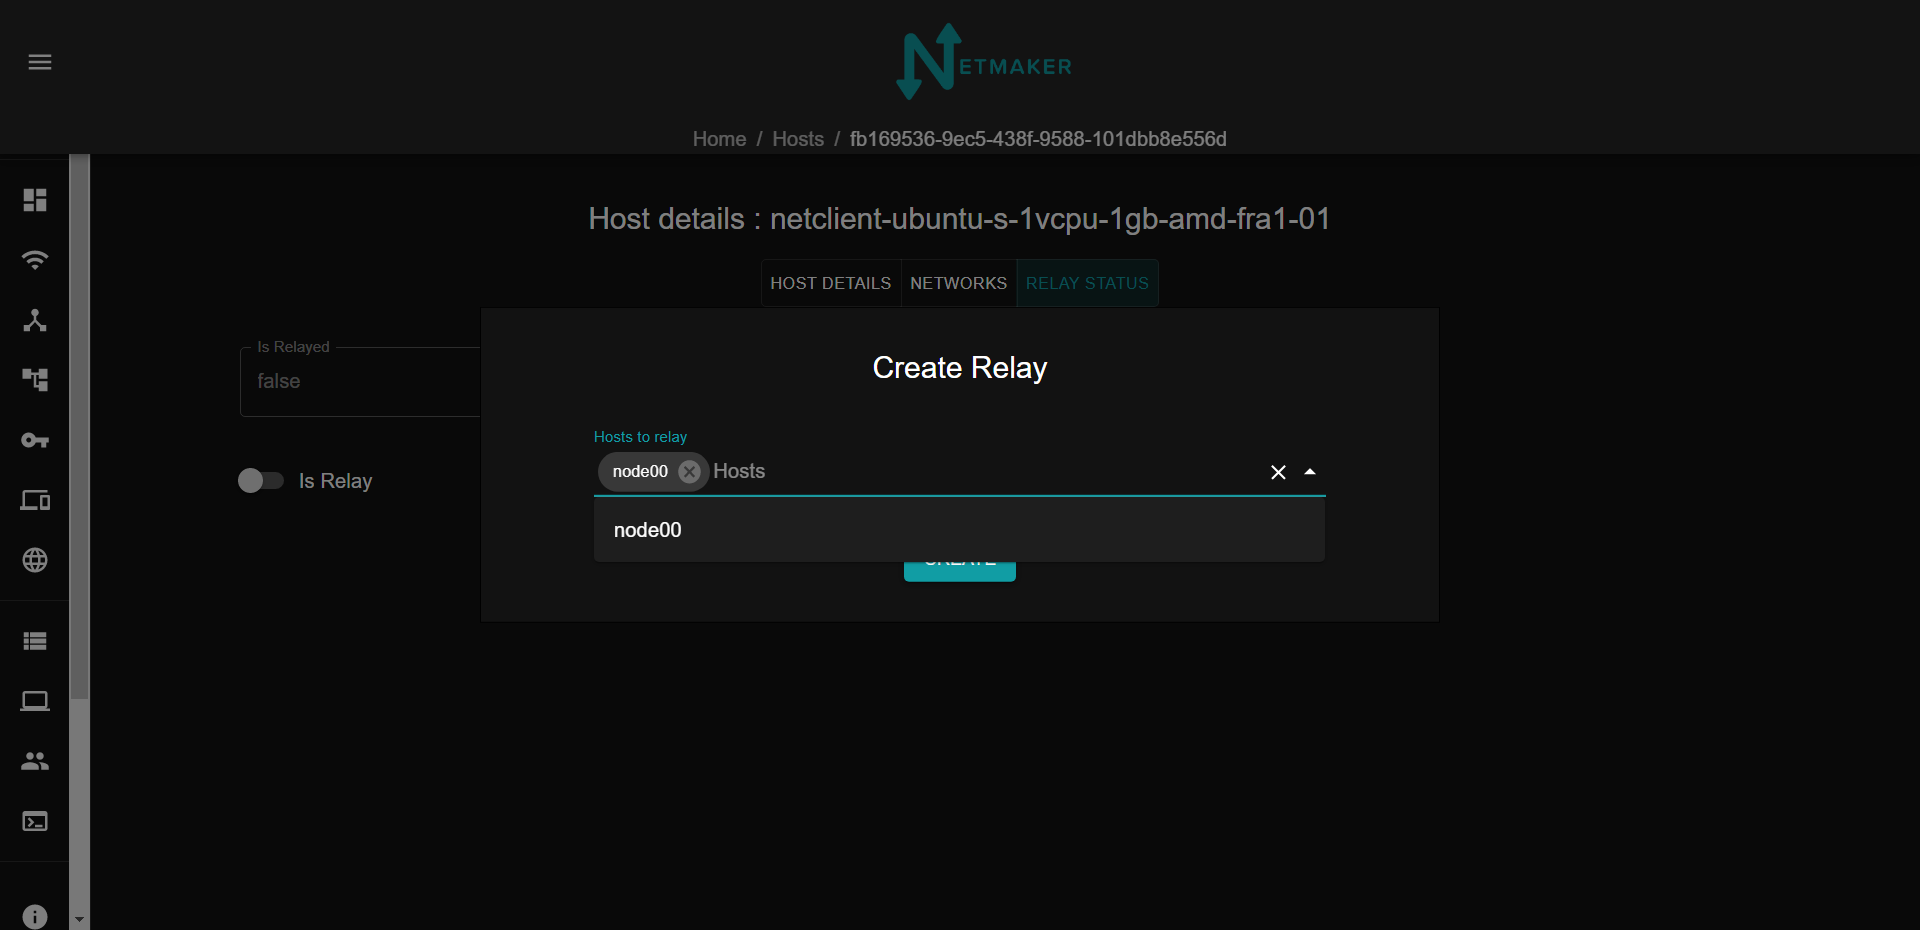 NETMAKER
Home / Hosts / fb169536-9ec5-438f-9588-101dbb8e556d
Host details : netclient-ubuntu-s-1vcpu-1gb-amd-fra1-01
HOST DETAILS NETWORKS RELAY STATUS
Is Relayed
false
Is Relay
Create Relay
Hosts to relay
node00 Hosts
node00
CREATE